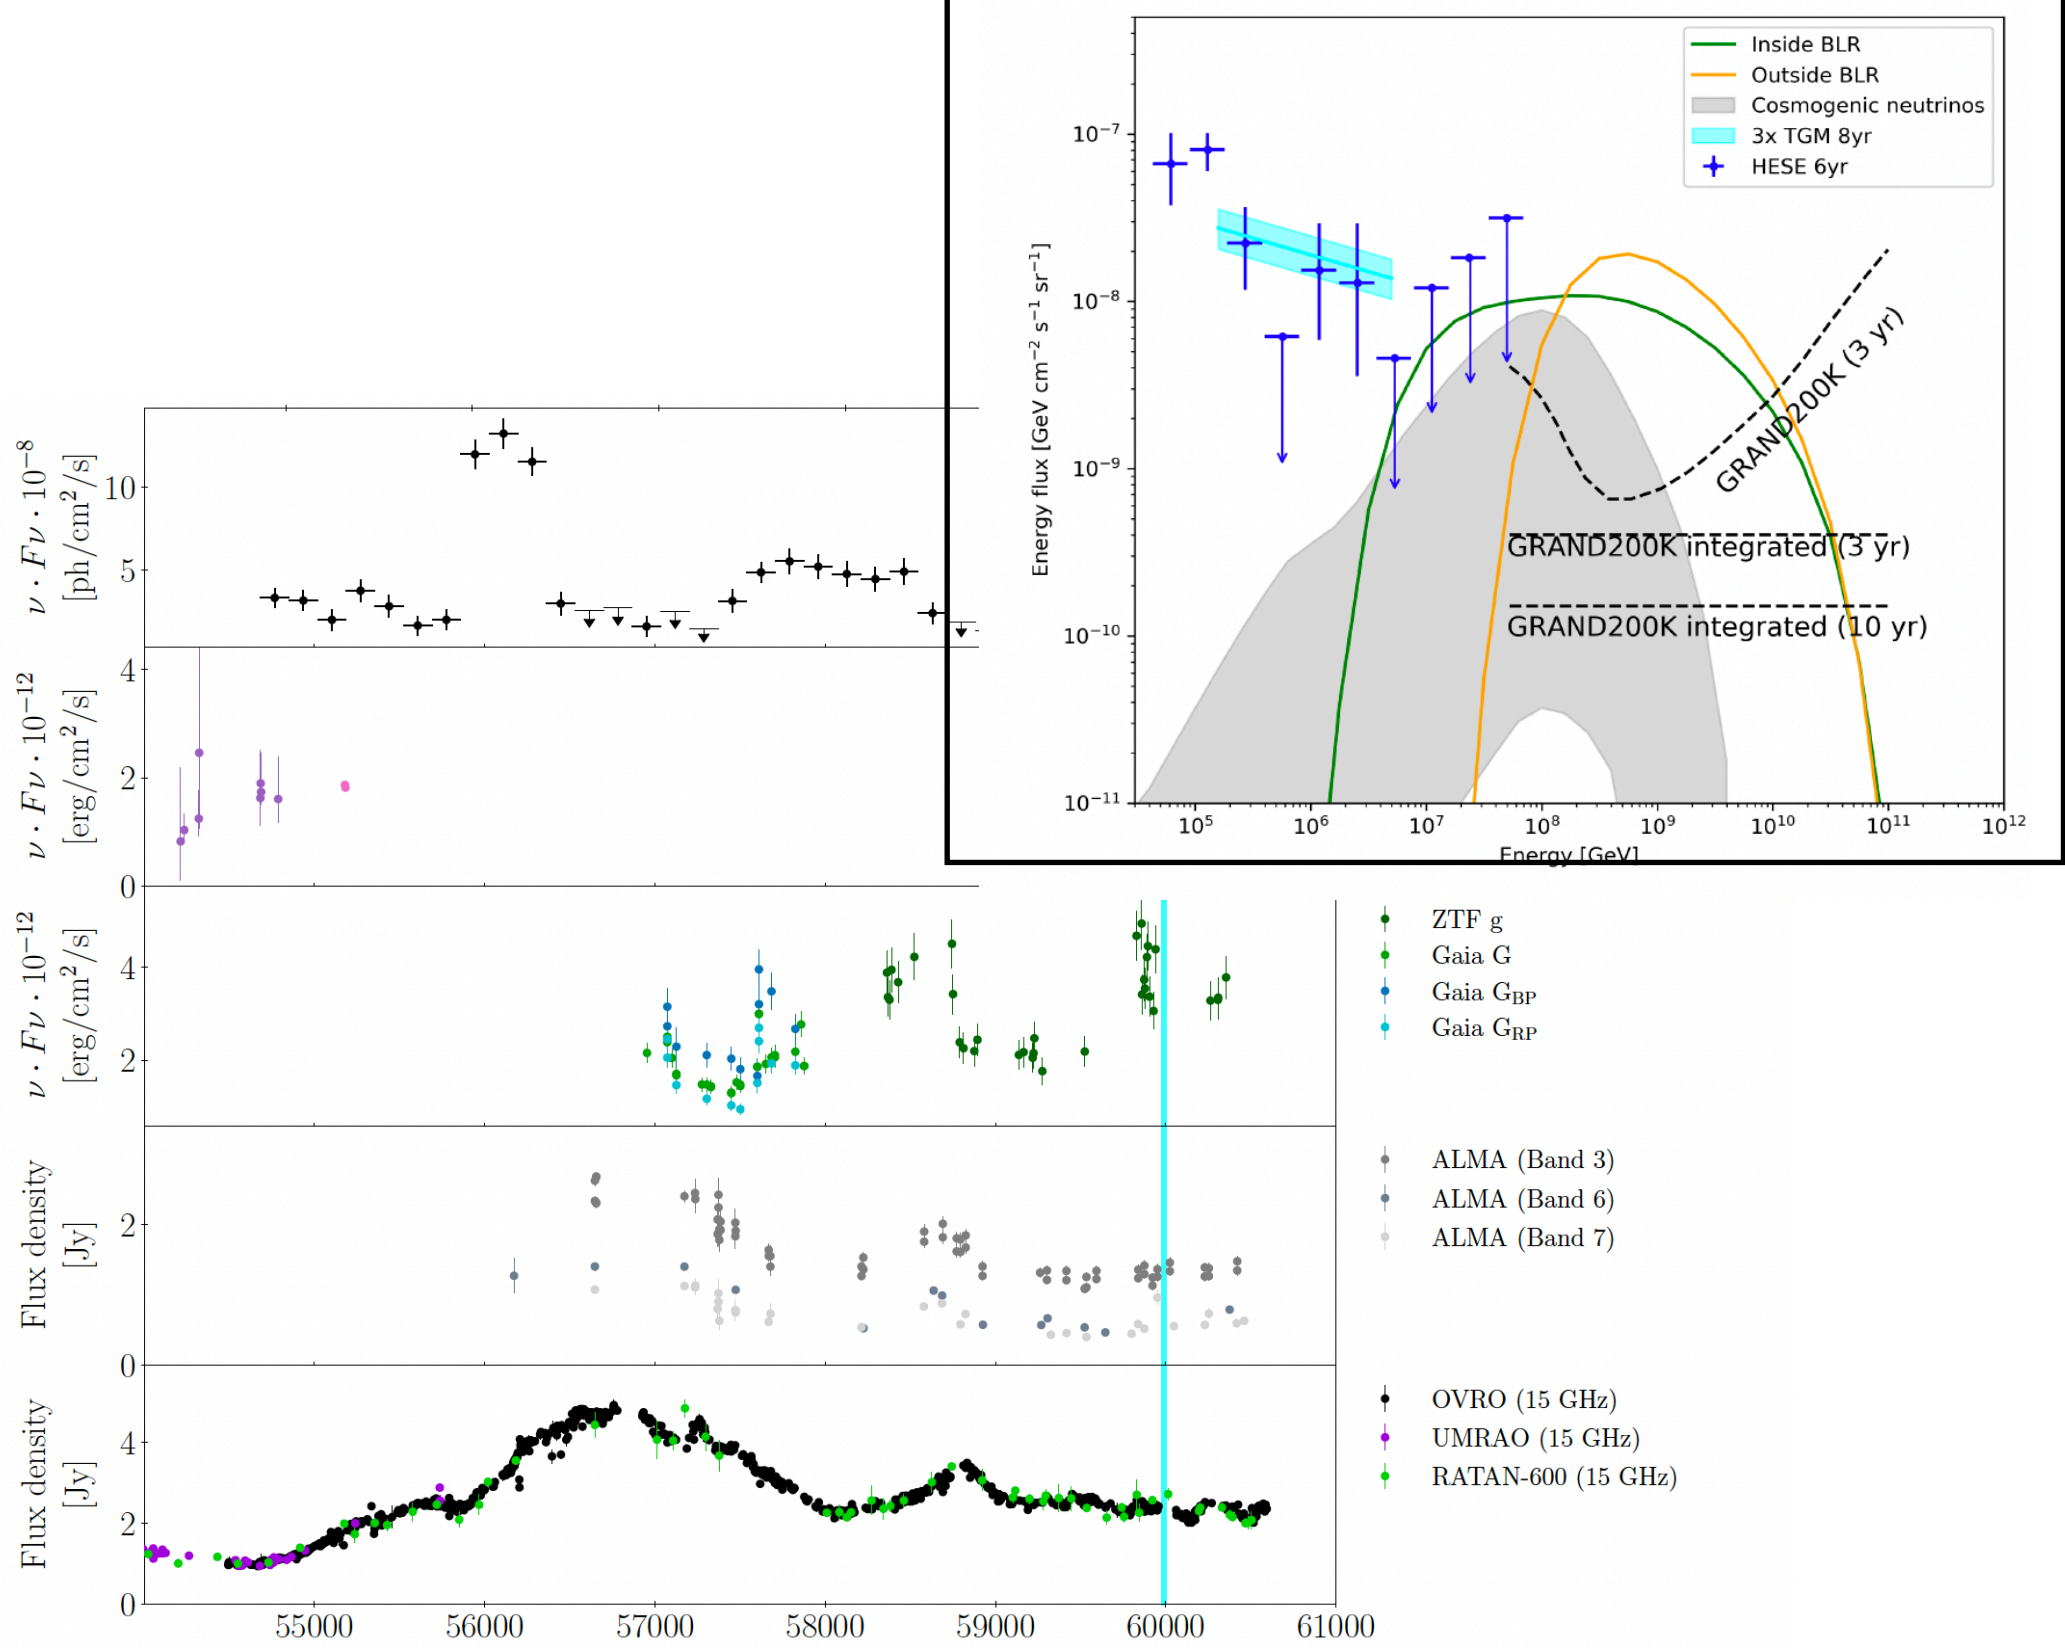 Inside BLR
Outside BLR
Cosmogenic neutrinos
3x TGM 8yr
HESE 6yr
10⁻⁷
10⁻⁸
10⁻⁹
10⁻¹⁰
10⁻¹¹
Energy flux [GeV cm⁻² s⁻¹ sr⁻¹]
GRAND200K (3 yr)
GRAND200K integrated (3 yr)
GRAND200K integrated (10 yr)
10⁵ 10⁶ 10⁷ 10⁸ 10⁹ 10¹⁰ 10¹¹ 10¹²
Energy [GeV]
ν · Fν · 10⁻⁸
[ph/cm²/s]
10
5
ν · Fν · 10⁻¹²
[erg/cm²/s]
4
2
0
ν · Fν · 10⁻¹²
[erg/cm²/s]
4
2
ZTF g
Gaia G
Gaia G_BP
Gaia G_RP
Flux density
[Jy]
2
0
ALMA (Band 3)
ALMA (Band 6)
ALMA (Band 7)
Flux density
[Jy]
4
2
0
OVRO (15 GHz)
UMRAO (15 GHz)
RATAN-600 (15 GHz)
55000 56000 57000 58000 59000 60000 61000